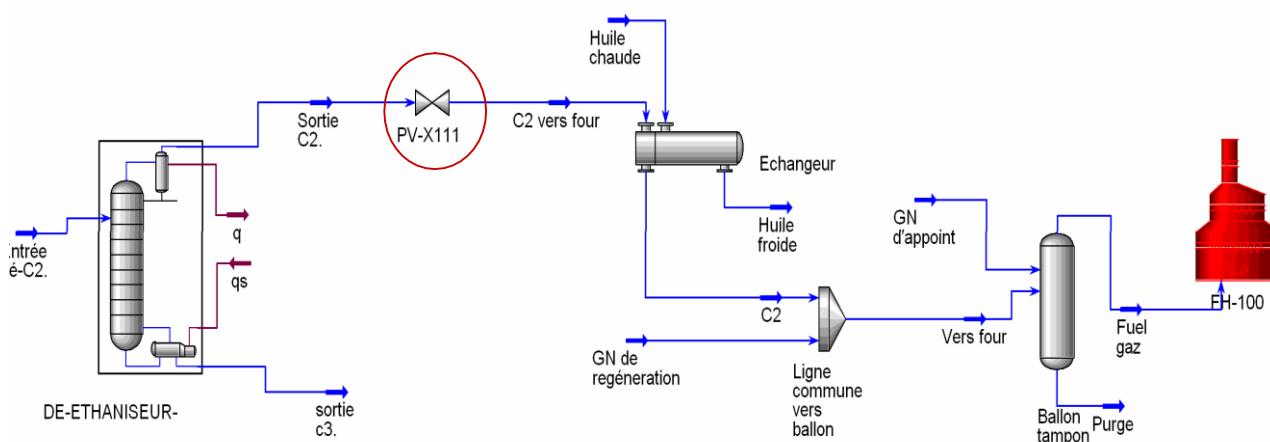 Huile
chaude
Sortie
C2.
PV-X111
C2 vers four
Echangeur
Huile
froide
GN
d'appoint
ntrée
é-C2.
q
qs
C2
GN de
regéneration
Vers four
Fuel
gaz
FH-100
Ligne
commune
vers
ballon
Ballon
tampon
Purge
sortie
c3.
DE-ETHANISEUR-